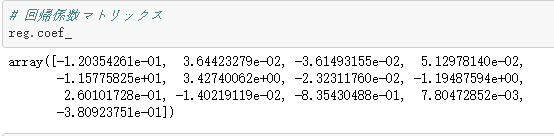 # 回帰係数マトリックス
reg.coef_
array([-1.20354261e-01, 3.64423279e-02, -3.61493155e-02, 5.12978140e-02,
-1.15775825e+01, 3.42740062e+00, -2.32311760e-02, -1.19487594e+00,
2.60101728e-01, -1.40219119e-02, -8.35430488e-01, 7.80472852e-03,
-3.80923751e-01])